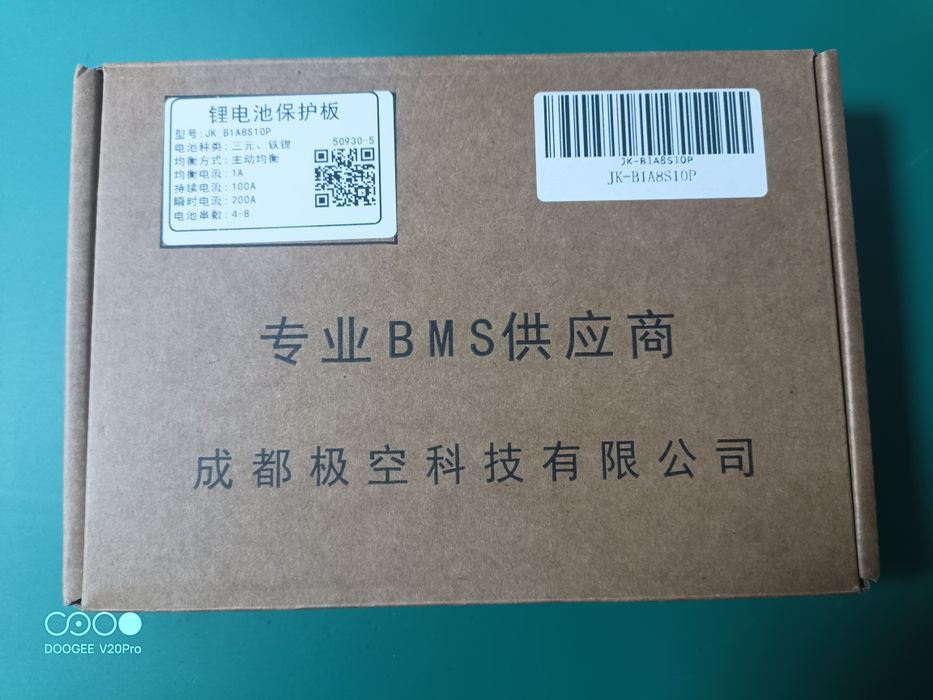 锂电池保护板
型号:JK_B1A8S10P
电池种类:三元、铁锂
50930-5
均衡方式:主动均衡
均衡电流:1A
持续电流:100A
瞬时电流:200A
电池串数:4-8
JK-B1A8S10P
JK-B1A8S10P
专业BMS供应商
成都极空科技有限公司
DOOGEE V20Pro